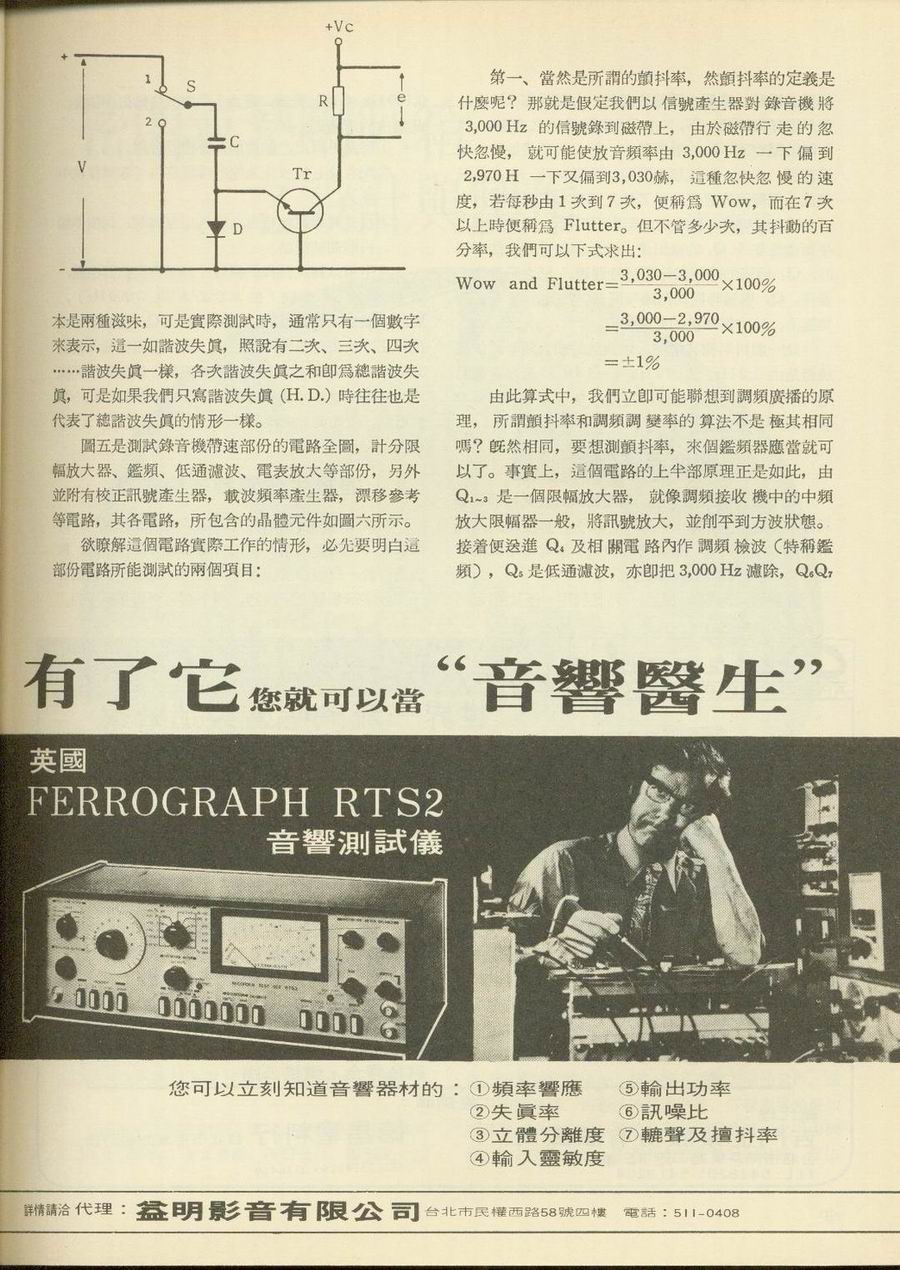 +Vc
+
1
S
2
R
e
C
V
Tr
D
-
本是兩種滋味，可是實際測試時，通常只有一個數字
來表示，這一如諧波失眞，照說有二次、三次、四次
……諧波失眞一樣，各次諧波失眞之和卽爲總諧波失
眞，可是如果我們只寫諧波失眞 (H. D.) 時往往也是
代表了總諧波失眞的情形一樣。
圖五是測試錄音機帶速部份的電路全圖，計分限
幅放大器、鑑頻、低通濾波、電表放大等部份，另外
並附有校正訊號產生器，載波頻率產生器，漂移參考
等電路，其各電路，所包含的晶體元件如圖六所示。
欲瞭解這個電路實際工作的情形，必先要明白這
部份電路所能測試的兩個項目：
第一、當然是所謂的顫抖率，然顫抖率的定義是
什麼呢？那就是假定我們以信號產生器對錄音機將
3,000 Hz 的信號錄到磁帶上，由於磁帶行走的忽
快忽慢，就可能使放音頻率由 3,000 Hz 一下偏到
2,970 H 一下又偏到3,030赫，這種忽快忽慢的速
度，若每秒由 1 次到 7 次，便稱爲 Wow，而在 7 次
以上時便稱爲 Flutter。但不管多少次，其抖動的百
分率，我們可以下式求出：
Wow and Flutter=3,030−3,000/3,000×100%
=3,000−2,970/3,000×100%
=±1%
由此算式中，我們立卽可能聯想到調頻廣播的原
理，所謂顫抖率和調頻調變率的算法不是極其相同
嗎？旣然相同，要想測顫抖率，來個鑑頻器應當就可
以了。事實上，這個電路的上半部原理正是如此，由
Q₁~₃ 是一個限幅放大器，就像調頻接收機中的中頻
放大限幅器一般，將訊號放大，並削平到方波狀態。
接着便送進 Q₄ 及相關電路內作調頻檢波（特稱鑑
頻），Q₅ 是低通濾波，亦卽把 3,000 Hz 濾除，Q₆Q₇
有了它您就可以當“音響醫生”
英國
FERROGRAPH RTS2
音響測試儀
RECORDER TEST SET RTS2
您可以立刻知道音響器材的：①頻率響應 ⑤輸出功率
②失眞率 ⑥訊噪比
③立體分離度 ⑦轆聲及擅抖率
④輸入靈敏度
詳情請洽 代理：益明影音有限公司 台北市民權西路58號四樓 電話：511-0408